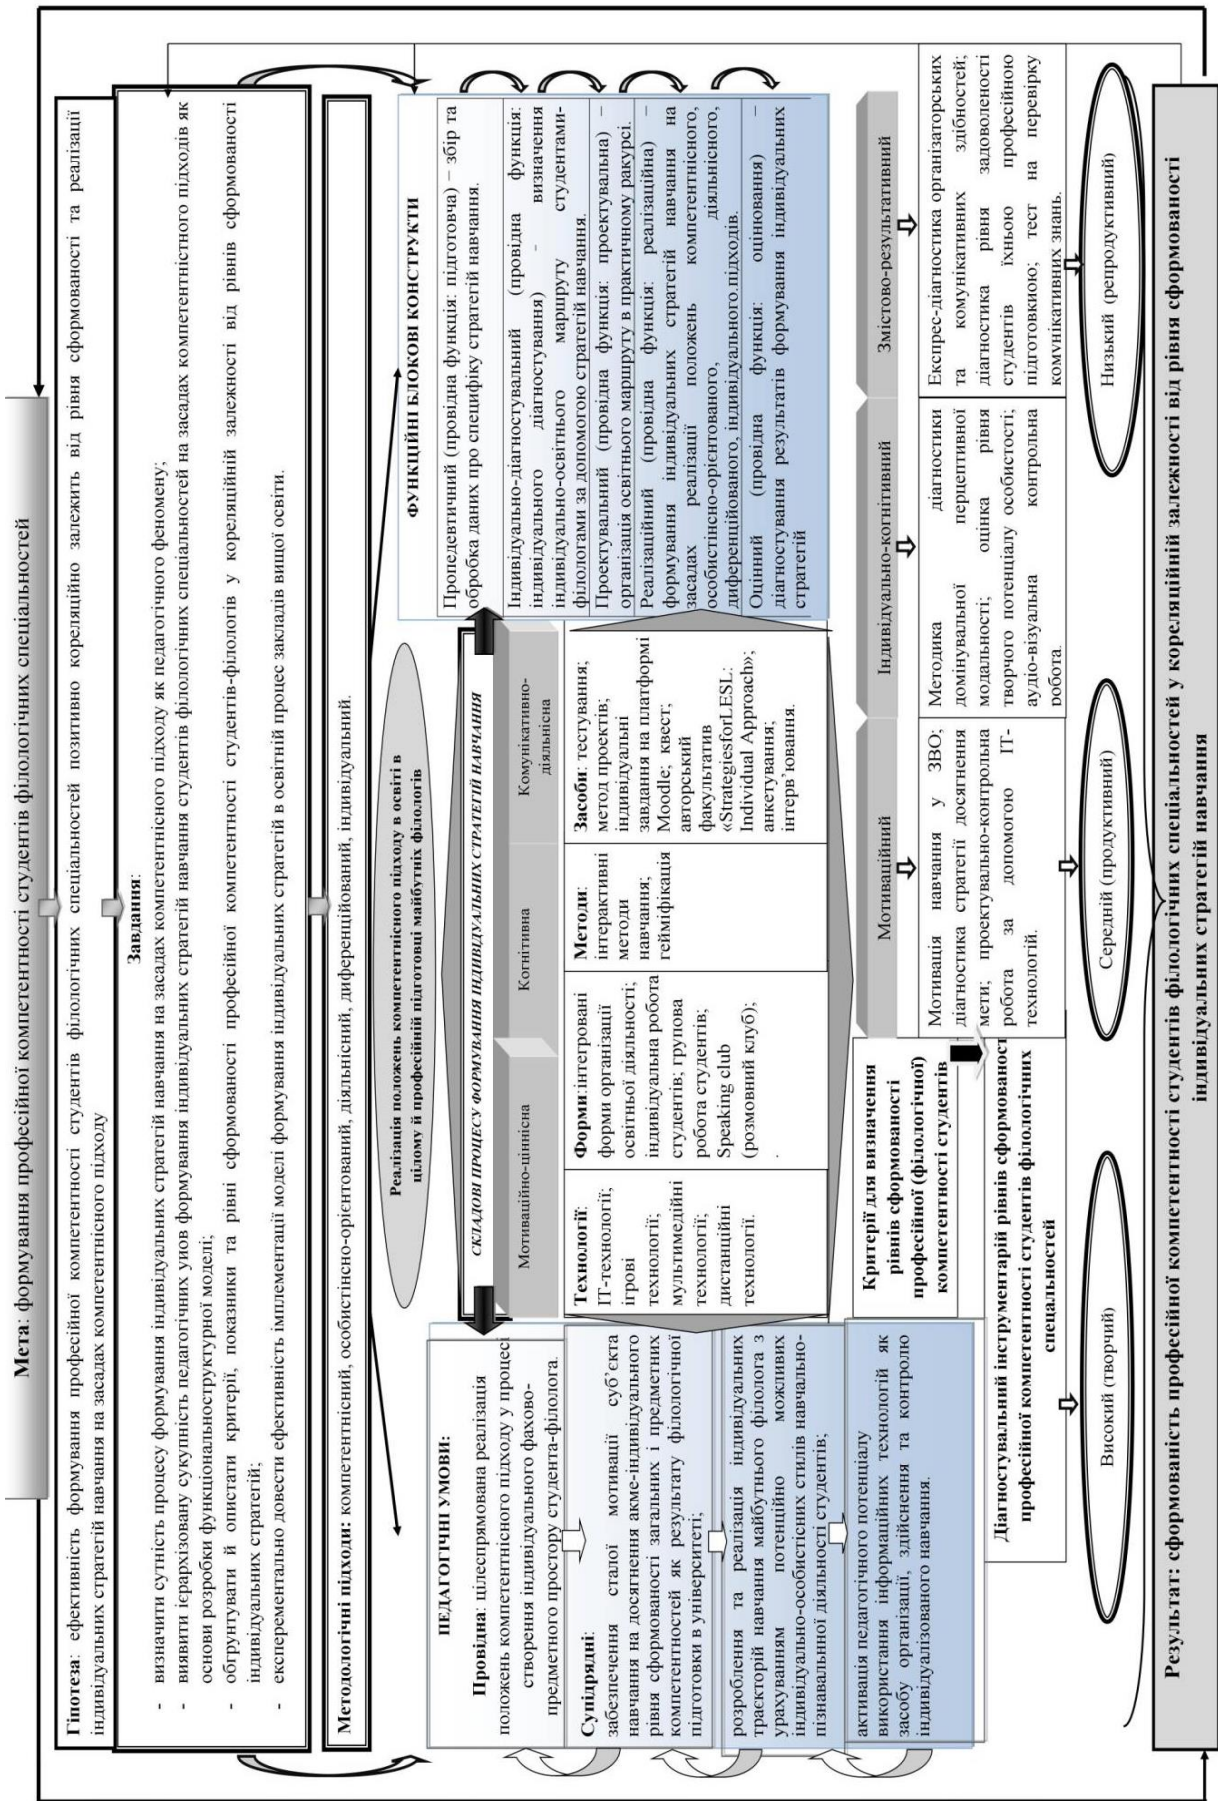 Мета: формування професійної компетентності студентів філологічних спеціальностей
Гіпотеза: ефективність формування професійної компетентності студентів філологічних спеціальностей позитивно кореляційно залежить від рівня сформованості та реалізації
індивідуальних стратегій навчання на засадах компетентнісного підходу
Завдання:
- визначити сутність процесу формування індивідуальних стратегій навчання на засадах компетентнісного підходу як педагогічного феномену;
- виявити ієрархізовану сукупність педагогічних умов формування індивідуальних стратегій навчання студентів філологічних спеціальностей на засадах компетентністного підходів як
основи розробки функціональноструктурної моделі;
- обґрунтувати й описати критерії, показники та рівні сформованості професійної компетентності студентів-філологів у кореляційній залежності від рівнів сформованості
індивідуальних стратегій;
- експерементально довести ефективність імплементації моделі формування індивідуальних стратегій в освітній процес закладів вищої освіти.
Методологічні підходи: компетентнісний, особистінсно-орієнтований, діяльнісний, диференційований, індивідуальний.
Реалізація положень компетентнісного підходу в освіті в
цілому й професійній підготовці майбутніх філологів
ПЕДАГОГІЧНІ УМОВИ:
Провідна: цілеспрямована реалізація
положень компетентнісного підходу у процесі
створення індивідуального фахово-
предметного простору студента-філолога.
Супідрядні:
забезпечення сталої мотивації суб’єкта
навчання на досягнення акме-індивідуального
рівня сформованості загальних і предметних
компетентностей як результату філологічної
підготовки в університеті;
розроблення та реалізація індивідуальних
траєкторій навчання майбутнього філолога з
урахуванням потенційно можливих
індивідуально-особистісних стилів навчально-
пізнавальної діяльності студентів;
активація педагогічного потенціалу
використання інформаційних технологій як
засобу організації, здійснення та контролю
індивідуалізованого навчання.
СКЛАДОВІ ПРОЦЕСУ ФОРМУВАННЯ ІНДИВІДУАЛЬНИХ СТРАТЕГІЙ НАВЧАННЯ
Мотиваційно-ціннісна
Когнітивна
Комунікативно-
діяльнісна
Технології:
ІТ-технології;
ігрові
технології;
мультимедійні
технології;
дистанційні
технології.
Форми:інтегровані
форми організації
освітньої діяльності;
індивідуальна робота
студентів; групова
робота студентів;
Speaking club
(розмовний клуб);
.
Методи:
інтерактивні
методи
навчання;
гейміфікація
Засоби: тестування;
метод проектів;
індивідуальні
завдання на платформі
Moodle; квест;
авторський
факультатив
«StrategiesforLESL:
Individual Approach»;
анкетування;
інтерв’ювання.
ФУНКЦІЙНІ БЛОКОВІ КОНСТРУКТИ
Пропедевтичний (провідна функція: підготовча) – збір та
обробка даних про специфіку стратегій навчання.
Індивідуально-діагностувальний (провідна функція:
індивідуального діагностування) - визначення
індивідуально-освітнього маршруту студентами-
філологами за допомогою стратегій навчання.
Проектувальний (провідна функція: проектувальна) –
організація освітнього маршруту в практичному ракурсі.
Реалізаційний (провідна функція: реалізаційна) –
формування індивідуальних стратегій навчання на
засадах реалізації положень компетентнісного,
особистінсно-орієнтованого, діяльнісного,
диференційованого, індивідуального.підходів.
Оцінний (провідна функція: оцінювання) –
діагностування результатів формування індивідуальних
стратегій
Критерії для визначення
рівнів сформованості
професійної (філологічної)
компетентності студентів
Мотиваційний
Індивідуально-когнітивний
Змістово-результативний
Діагностувальний інструментарій рівнів сформованості
професійної компетентності студентів філологічних
спеціальностей
Мотивація навчання у ЗВО;
діагностика стратегії досягнення
мети; проектувально-контрольна
робота за допомогою ІТ-
технологій.
Методика діагностики
домінувальної перцептивної
модальності; оцінка рівня
творчого потенціалу особистості;
аудіо-візуальна контрольна
робота.
Експрес-діагностика організаторських
та комунікативних здібностей;
діагностика рівня задоволеності
студентів їхньою професійною
підготовкиою; тест на перевірку
комунікативних знань.
Високий (творчий)
Середній (продуктивний)
Низький (репродуктивний)
Результат: сформованість професійної компетентності студентів філологічних спеціальностей у кореляційній залежності від рівня сформованості
індивідуальних стратегій навчання